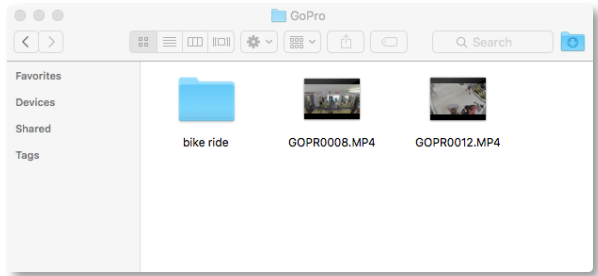 GoPro
Search
Favorites
Devices
Shared
Tags
bike ride
GOPR0008.MP4
GOPR0012.MP4